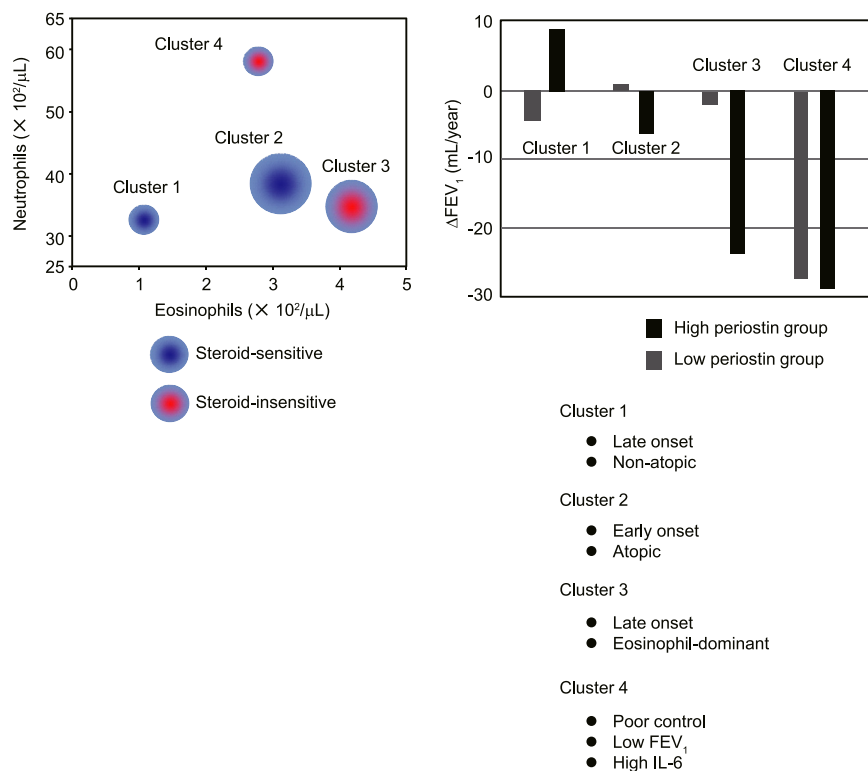 Neutrophils (× 10²/μL)
65
60
50
40
30
25
Cluster 4
Cluster 2
Cluster 3
Cluster 1
0
1
2
3
4
5
Eosinophils (× 10²/μL)
Steroid-sensitive
Steroid-insensitive
ΔFEV₁ (mL/year)
10
0
-10
-20
-30
Cluster 3
Cluster 4
Cluster 1
Cluster 2
High periostin group
Low periostin group
Cluster 1
● Late onset
● Non-atopic
Cluster 2
● Early onset
● Atopic
Cluster 3
● Late onset
● Eosinophil-dominant
Cluster 4
● Poor control
● Low FEV₁
● High IL-6